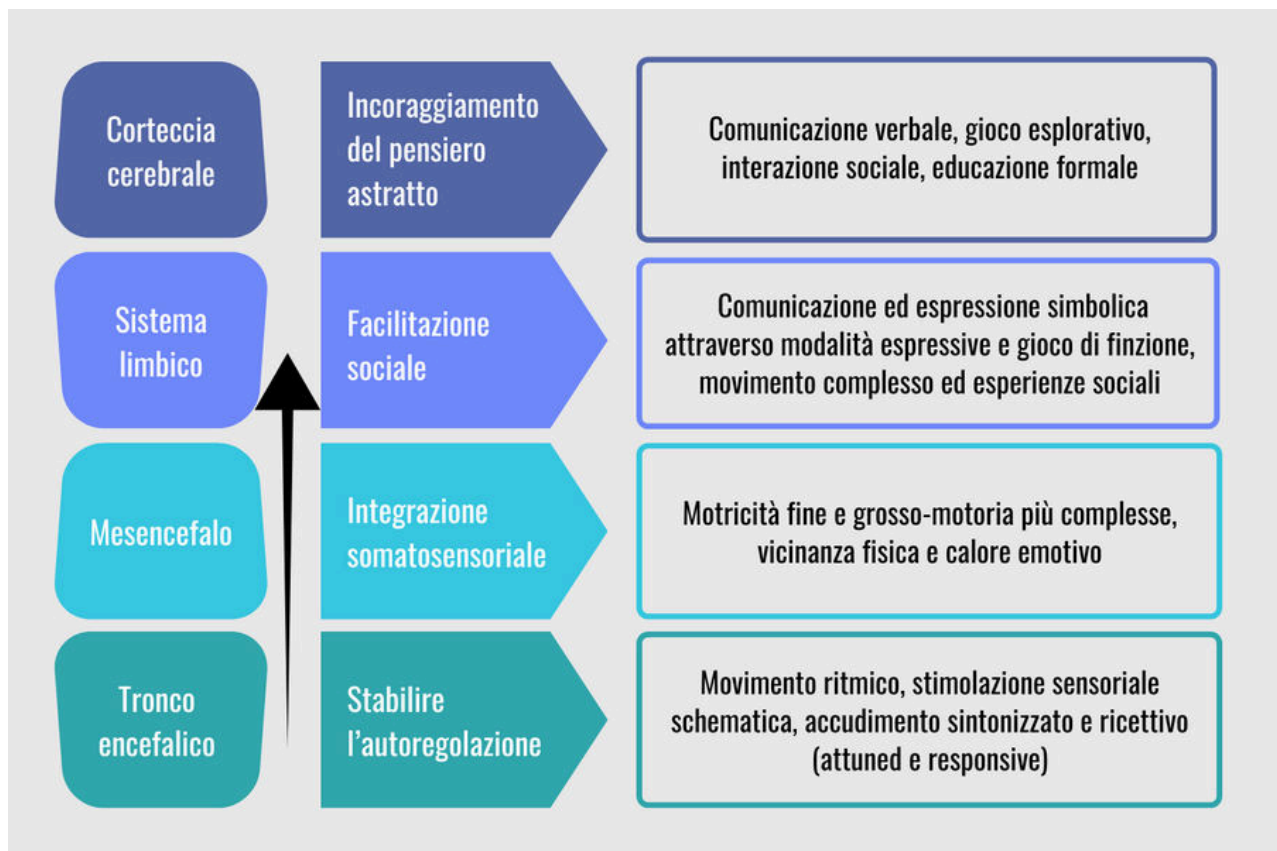 Corteccia
cerebrale
Incoraggiamento
del pensiero
astratto
Comunicazione verbale, gioco esplorativo,
interazione sociale, educazione formale
Sistema
limbico
Facilitazione
sociale
Comunicazione ed espressione simbolica
attraverso modalità espressive e gioco di finzione,
movimento complesso ed esperienze sociali
Mesencefalo
Integrazione
somatosensoriale
Motricità fine e grosso-motoria più complesse,
vicinanza fisica e calore emotivo
Tronco
encefalico
Stabilire
l’autoregolazione
Movimento ritmico, stimolazione sensoriale
schematica, accudimento sintonizzato e ricettivo
(attuned e responsive)